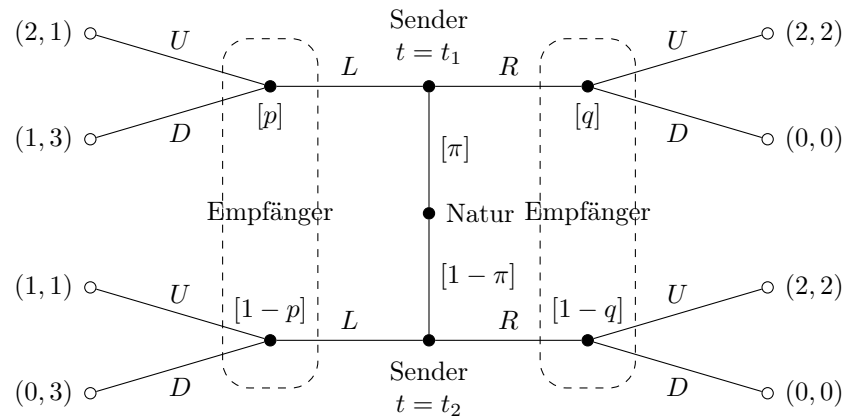 Sender
t = t₁
(2, 1)
U
L
R
U
(2, 2)
(1, 3)
D
[p]
[q]
D
(0, 0)
[π]
Empfänger
Natur
Empfänger
[1 − π]
(1, 1)
U
[1 − p]
L
R
[1 − q]
U
(2, 2)
(0, 3)
D
Sender
t = t₂
D
(0, 0)